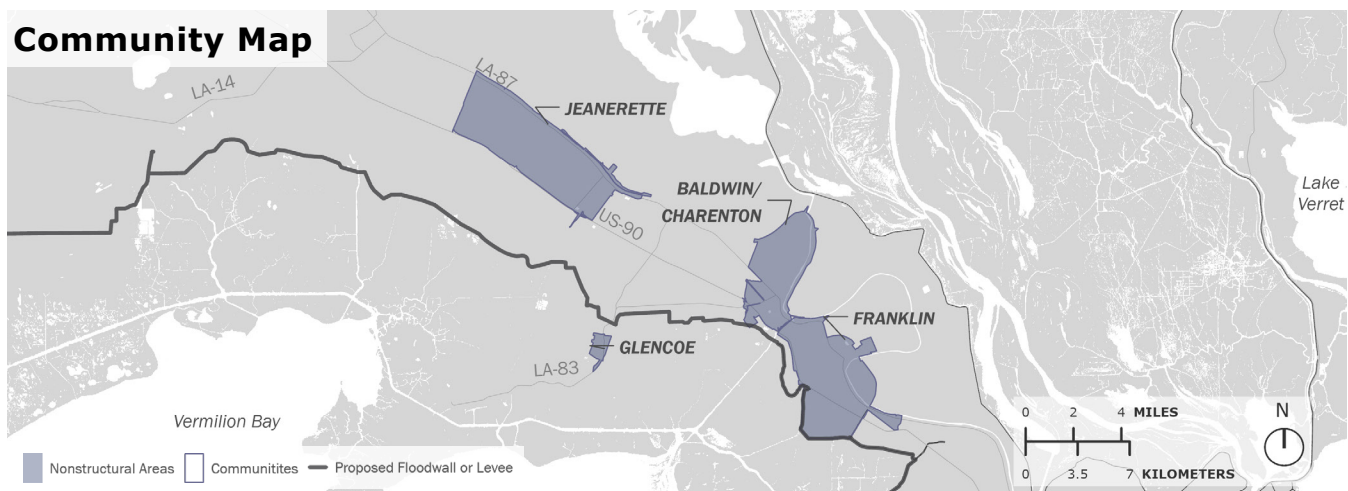 Community Map
LA-14
LA-87
JEANERETTE
BALDWIN/
CHARENTON
Lake
Verret
US-90
FRANKLIN
GLENCOE
LA-83
Vermilion Bay
0 2 4 MILES
0 3.5 7 KILOMETERS
N
Nonstructural Areas
Communitites
Proposed Floodwall or Levee